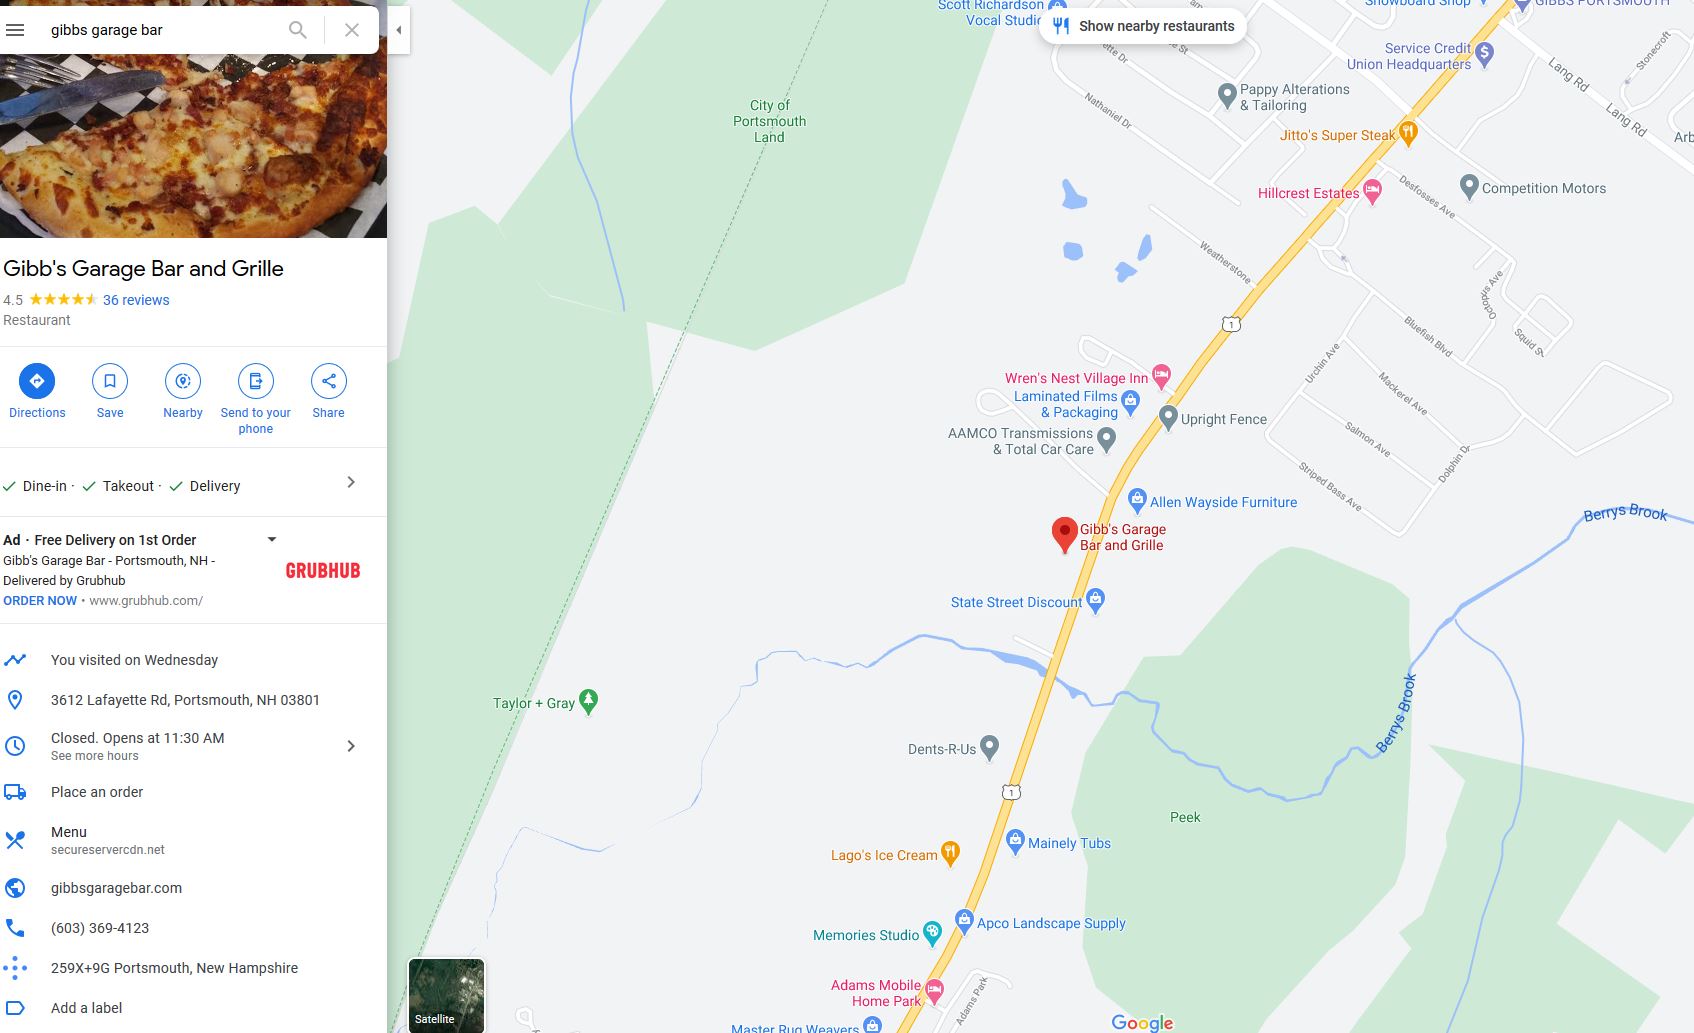 gibbs garage bar
Gibb's Garage Bar and Grille
4.5
36 reviews
Restaurant
Directions
Save
Nearby
Send to your
phone
Share
Dine-in ·
Takeout ·
Delivery
Ad · Free Delivery on 1st Order
Gibb's Garage Bar - Portsmouth, NH -
Delivered by Grubhub
ORDER NOW • www.grubhub.com/
GRUBHUB
You visited on Wednesday
3612 Lafayette Rd, Portsmouth, NH 03801
Closed. Opens at 11:30 AM
See more hours
Place an order
Menu
secureservercdn.net
gibbsgaragebar.com
(603) 369-4123
259X+9G Portsmouth, New Hampshire
Add a label
Scott Richardson
Vocal Studio
Show nearby restaurants
Snowboard Shop
GIBBS PORTSMOUTH
Service Credit
Union Headquarters
Lang Rd
Stonecroft
Lang Rd
City of
Portsmouth
Land
Nathaniel Dr
Pappy Alterations
& Tailoring
Jitto's Super Steak
Hillcrest Estates
Desfosses Ave
Competition Motors
Weatherstone
Octopus Ave
1
Bluefish Blvd
Squid St
Urchin Ave
Mackerel Ave
Wren's Nest Village Inn
Laminated Films
& Packaging
Upright Fence
AAMCO Transmissions
& Total Car Care
Salmon Ave
Dolphin Dr
Striped Bass Ave
Allen Wayside Furniture
Berrys Brook
Gibb's Garage
Bar and Grille
State Street Discount
Taylor + Gray
Berrys Brook
Dents-R-Us
1
Peek
Mainely Tubs
Lago's Ice Cream
Apco Landscape Supply
Memories Studio
Adams Mobile
Home Park
Adams Park
Master Rug Weavers
Satellite
Google